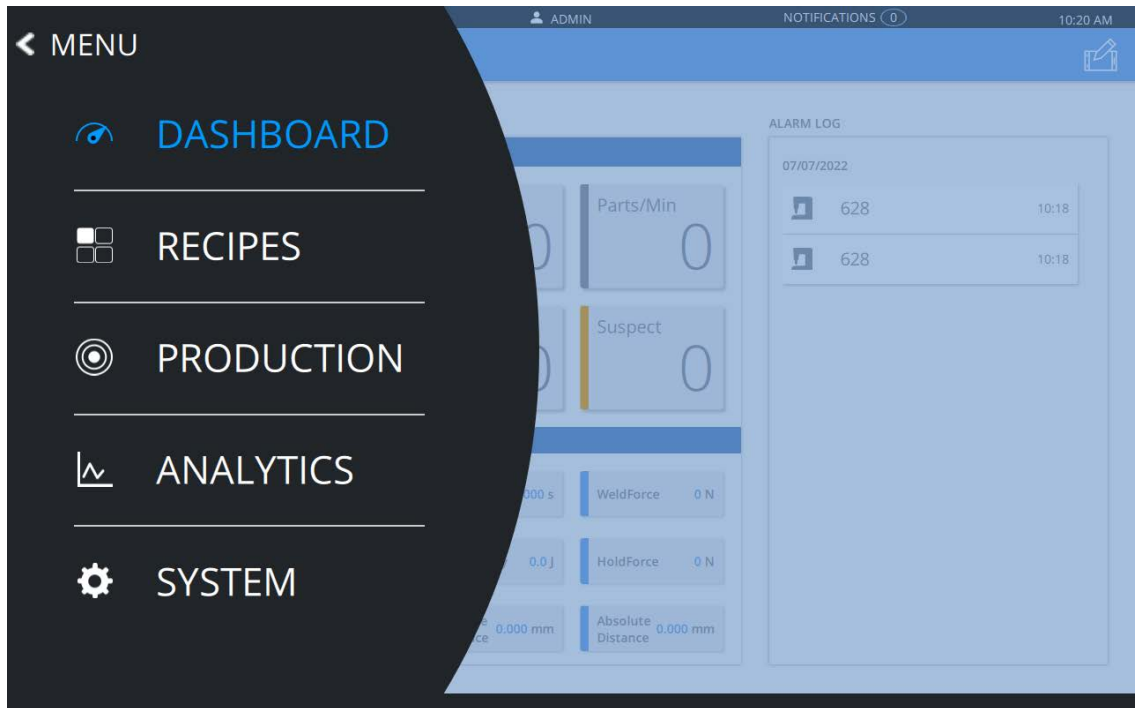 ADMIN
NOTIFICATIONS 0
10:20 AM
MENU
DASHBOARD
RECIPES
PRODUCTION
ANALYTICS
SYSTEM
Parts/Min
0
0
Suspect
0
0
000 s
WeldForce 0 N
0.0 J
HoldForce 0 N
0.000 mm
Absolute
Distance 0.000 mm
ALARM LOG
07/07/2022
628 10:18
628 10:18